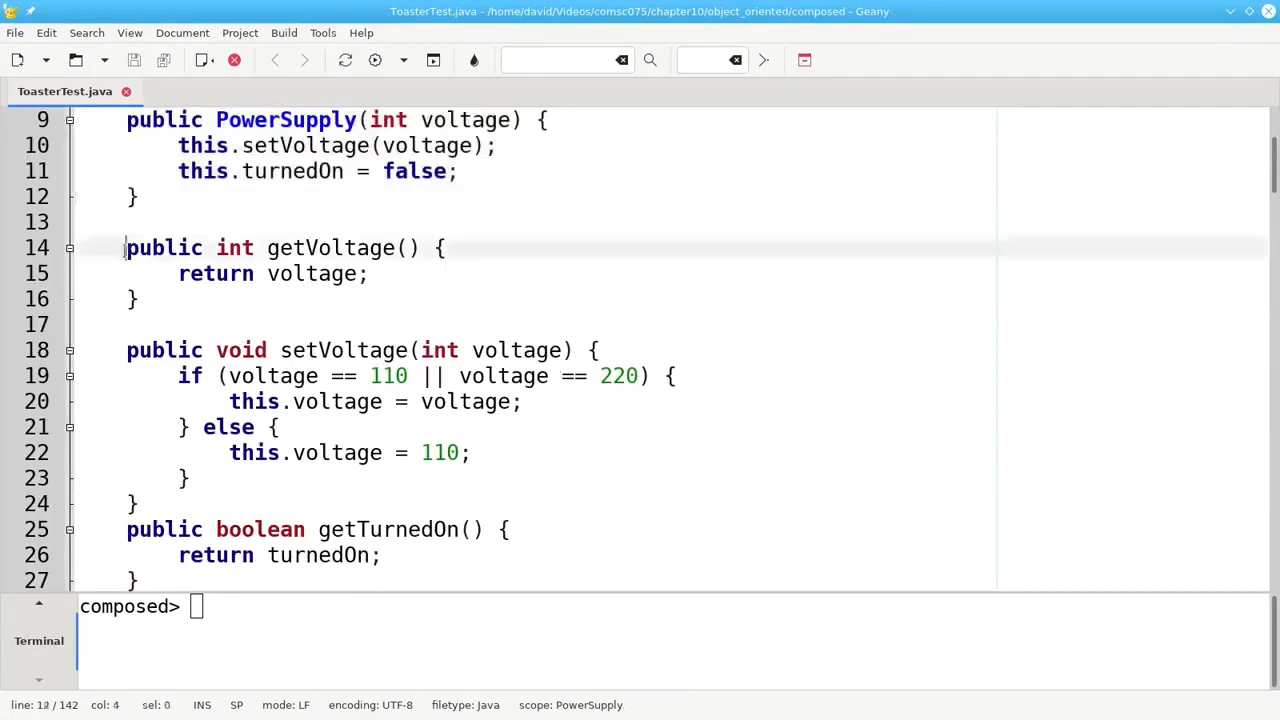 ToasterTest.java - /home/david/Videos/comsc075/chapter10/object_oriented/composed - Geany
File Edit Search View Document Project Build Tools Help
ToasterTest.java
9 public PowerSupply(int voltage) {
10 this.setVoltage(voltage);
11 this.turnedOn = false;
12 }
13
14 public int getVoltage() {
15 return voltage;
16 }
17
18 public void setVoltage(int voltage) {
19 if (voltage == 110 || voltage == 220) {
20 this.voltage = voltage;
21 } else {
22 this.voltage = 110;
23 }
24 }
25 public boolean getTurnedOn() {
26 return turnedOn;
27 }
composed>
Terminal
line: / 142 col: 4 sel: 0 INS SP mode: LF encoding: UTF-8 filetype: Java scope: PowerSupply